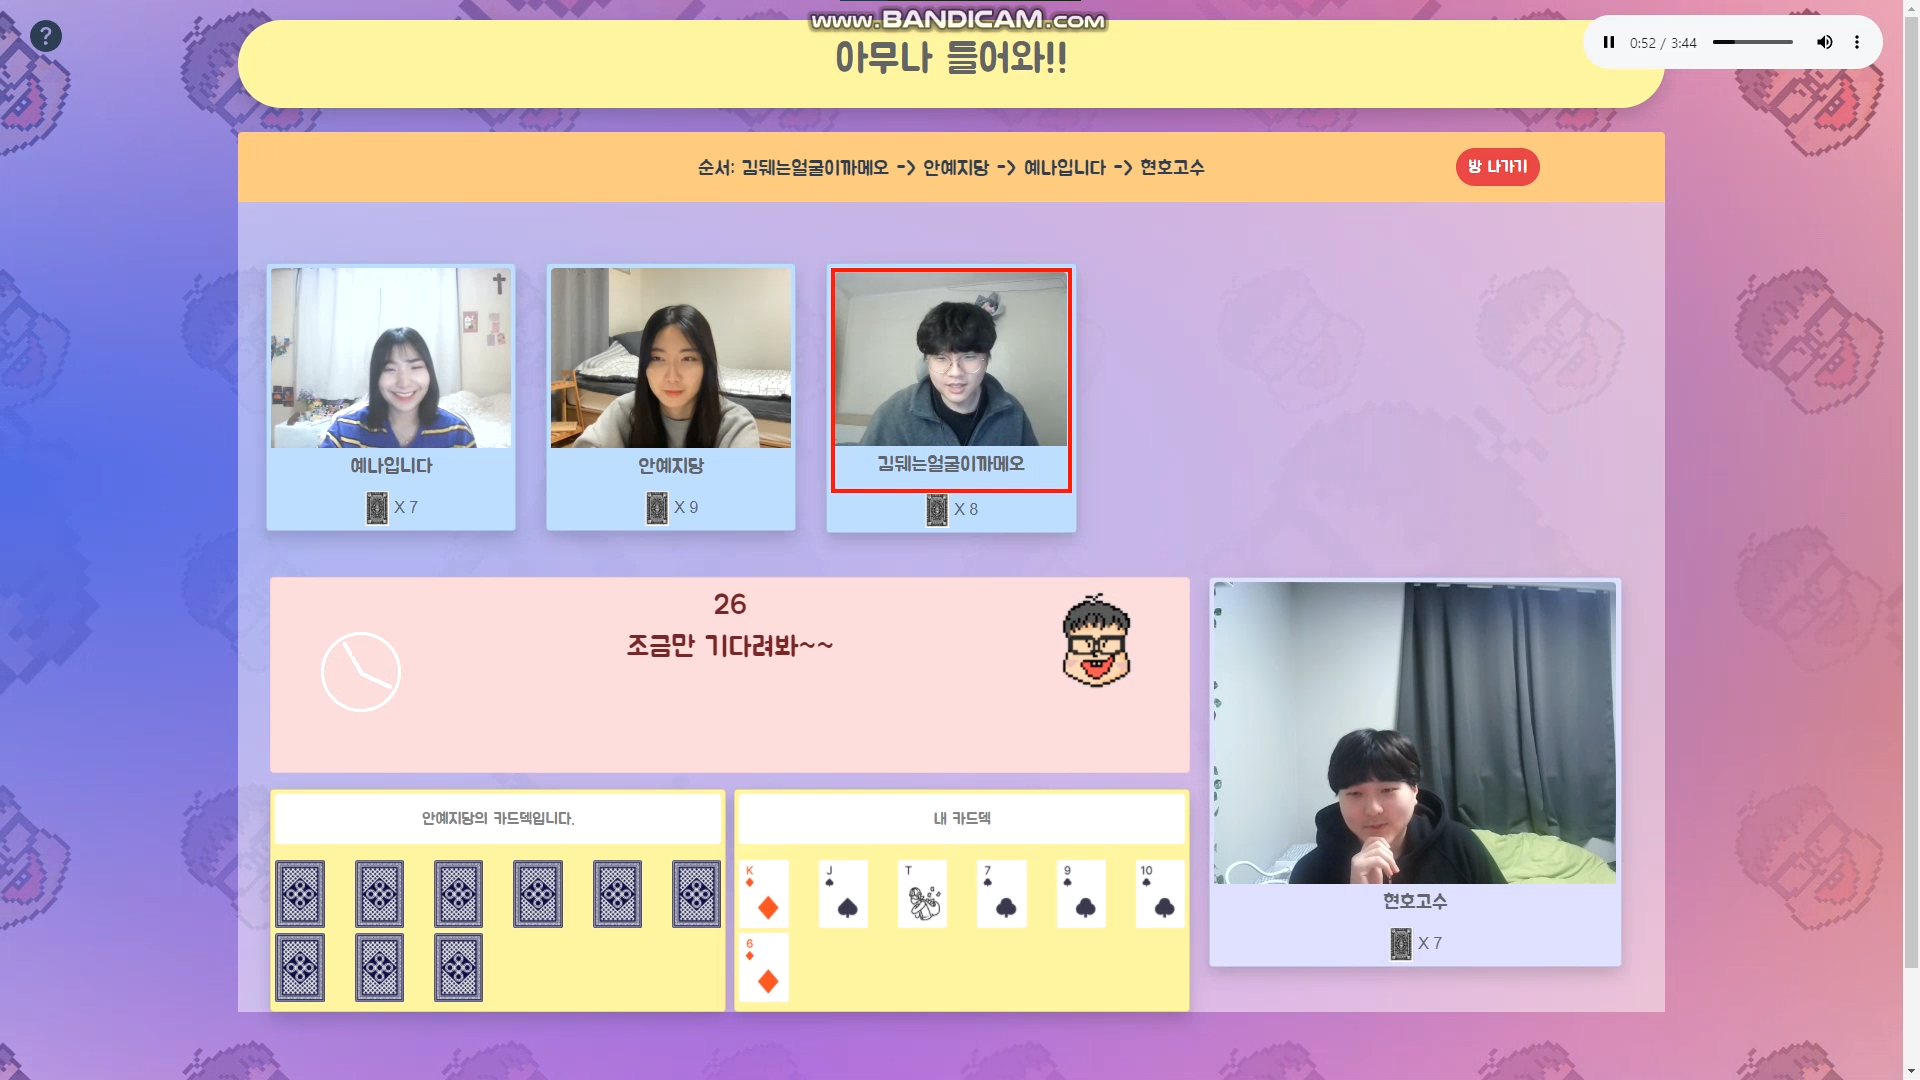 www.BANDICAM.com
아무나 들어와!!
?
0:52 / 3:44
순서: 김뒈는얼굴이까메오 -> 안예지당 -> 예나입니다 -> 현호고수
방 나가기
예나입니다
X 7
안예지당
X 9
김뒈는얼굴이까메오
X 8
26
조금만 기다려봐~~
안예지당의 카드덱입니다.
내 카드덱
K
J
T
7
9
10
6
현호고수
X 7